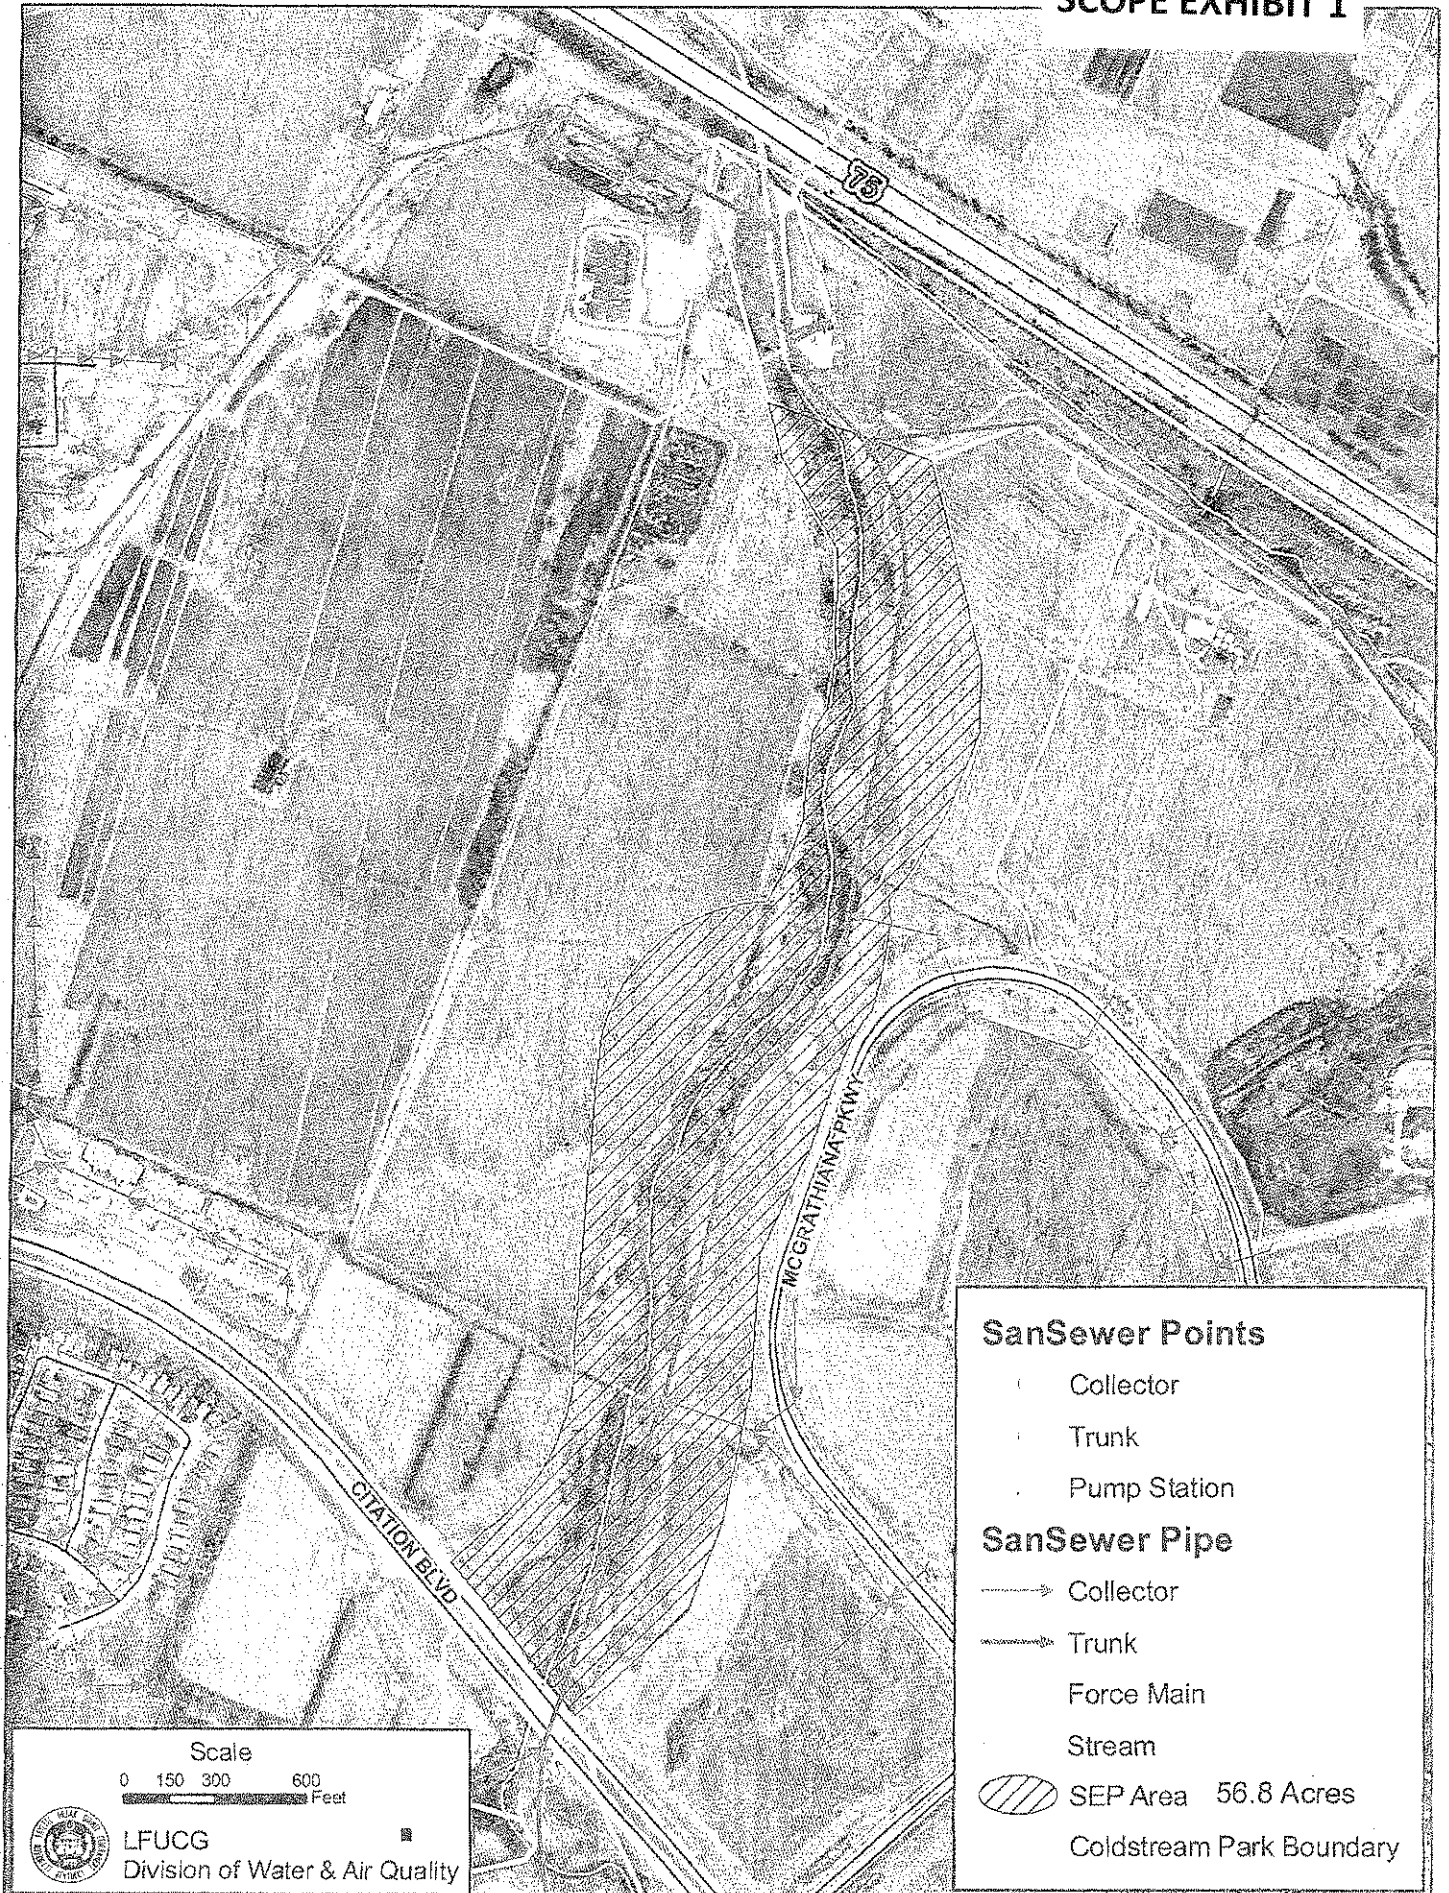 SCOPE EXHIBIT 1
75
MCGRATHIANA PKWY
CITATION BLVD
SanSewer Points
Collector
Trunk
Pump Station
SanSewer Pipe
Collector
Trunk
Force Main
Stream
SEP Area 56.8 Acres
Coldstream Park Boundary
Scale
0 150 300 600
Feet
LFUCG
Division of Water & Air Quality